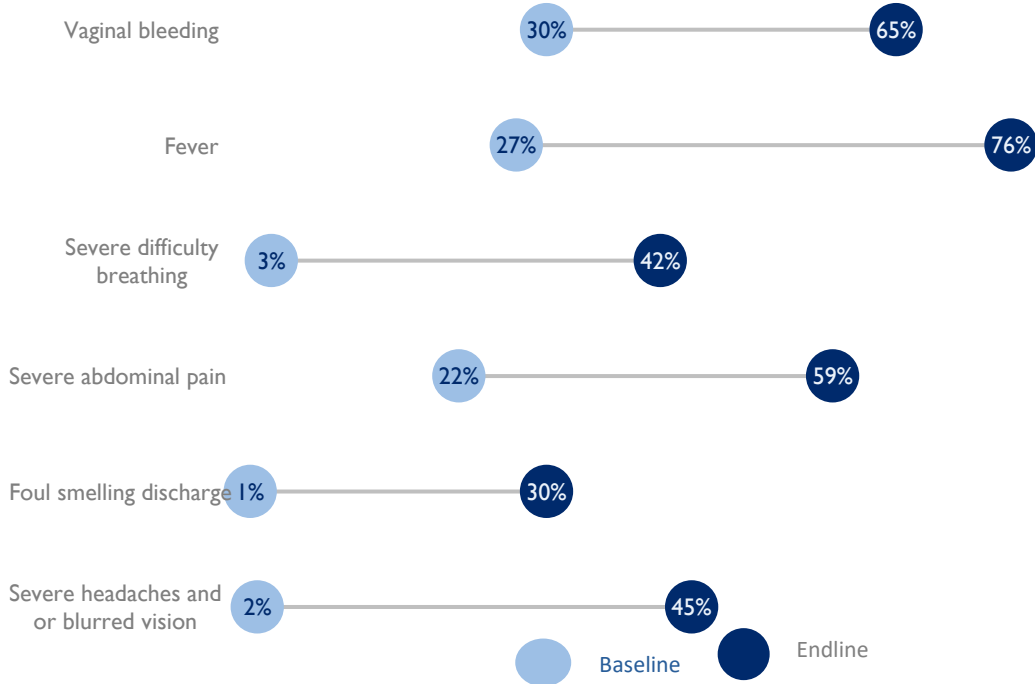 Vaginal bleeding 30% 65%
Fever 27% 76%
Severe difficulty
breathing 3% 42%
Severe abdominal pain 22% 59%
Foul smelling discharge 1% 30%
Severe headaches and
or blurred vision 2% 45%
Baseline Endline